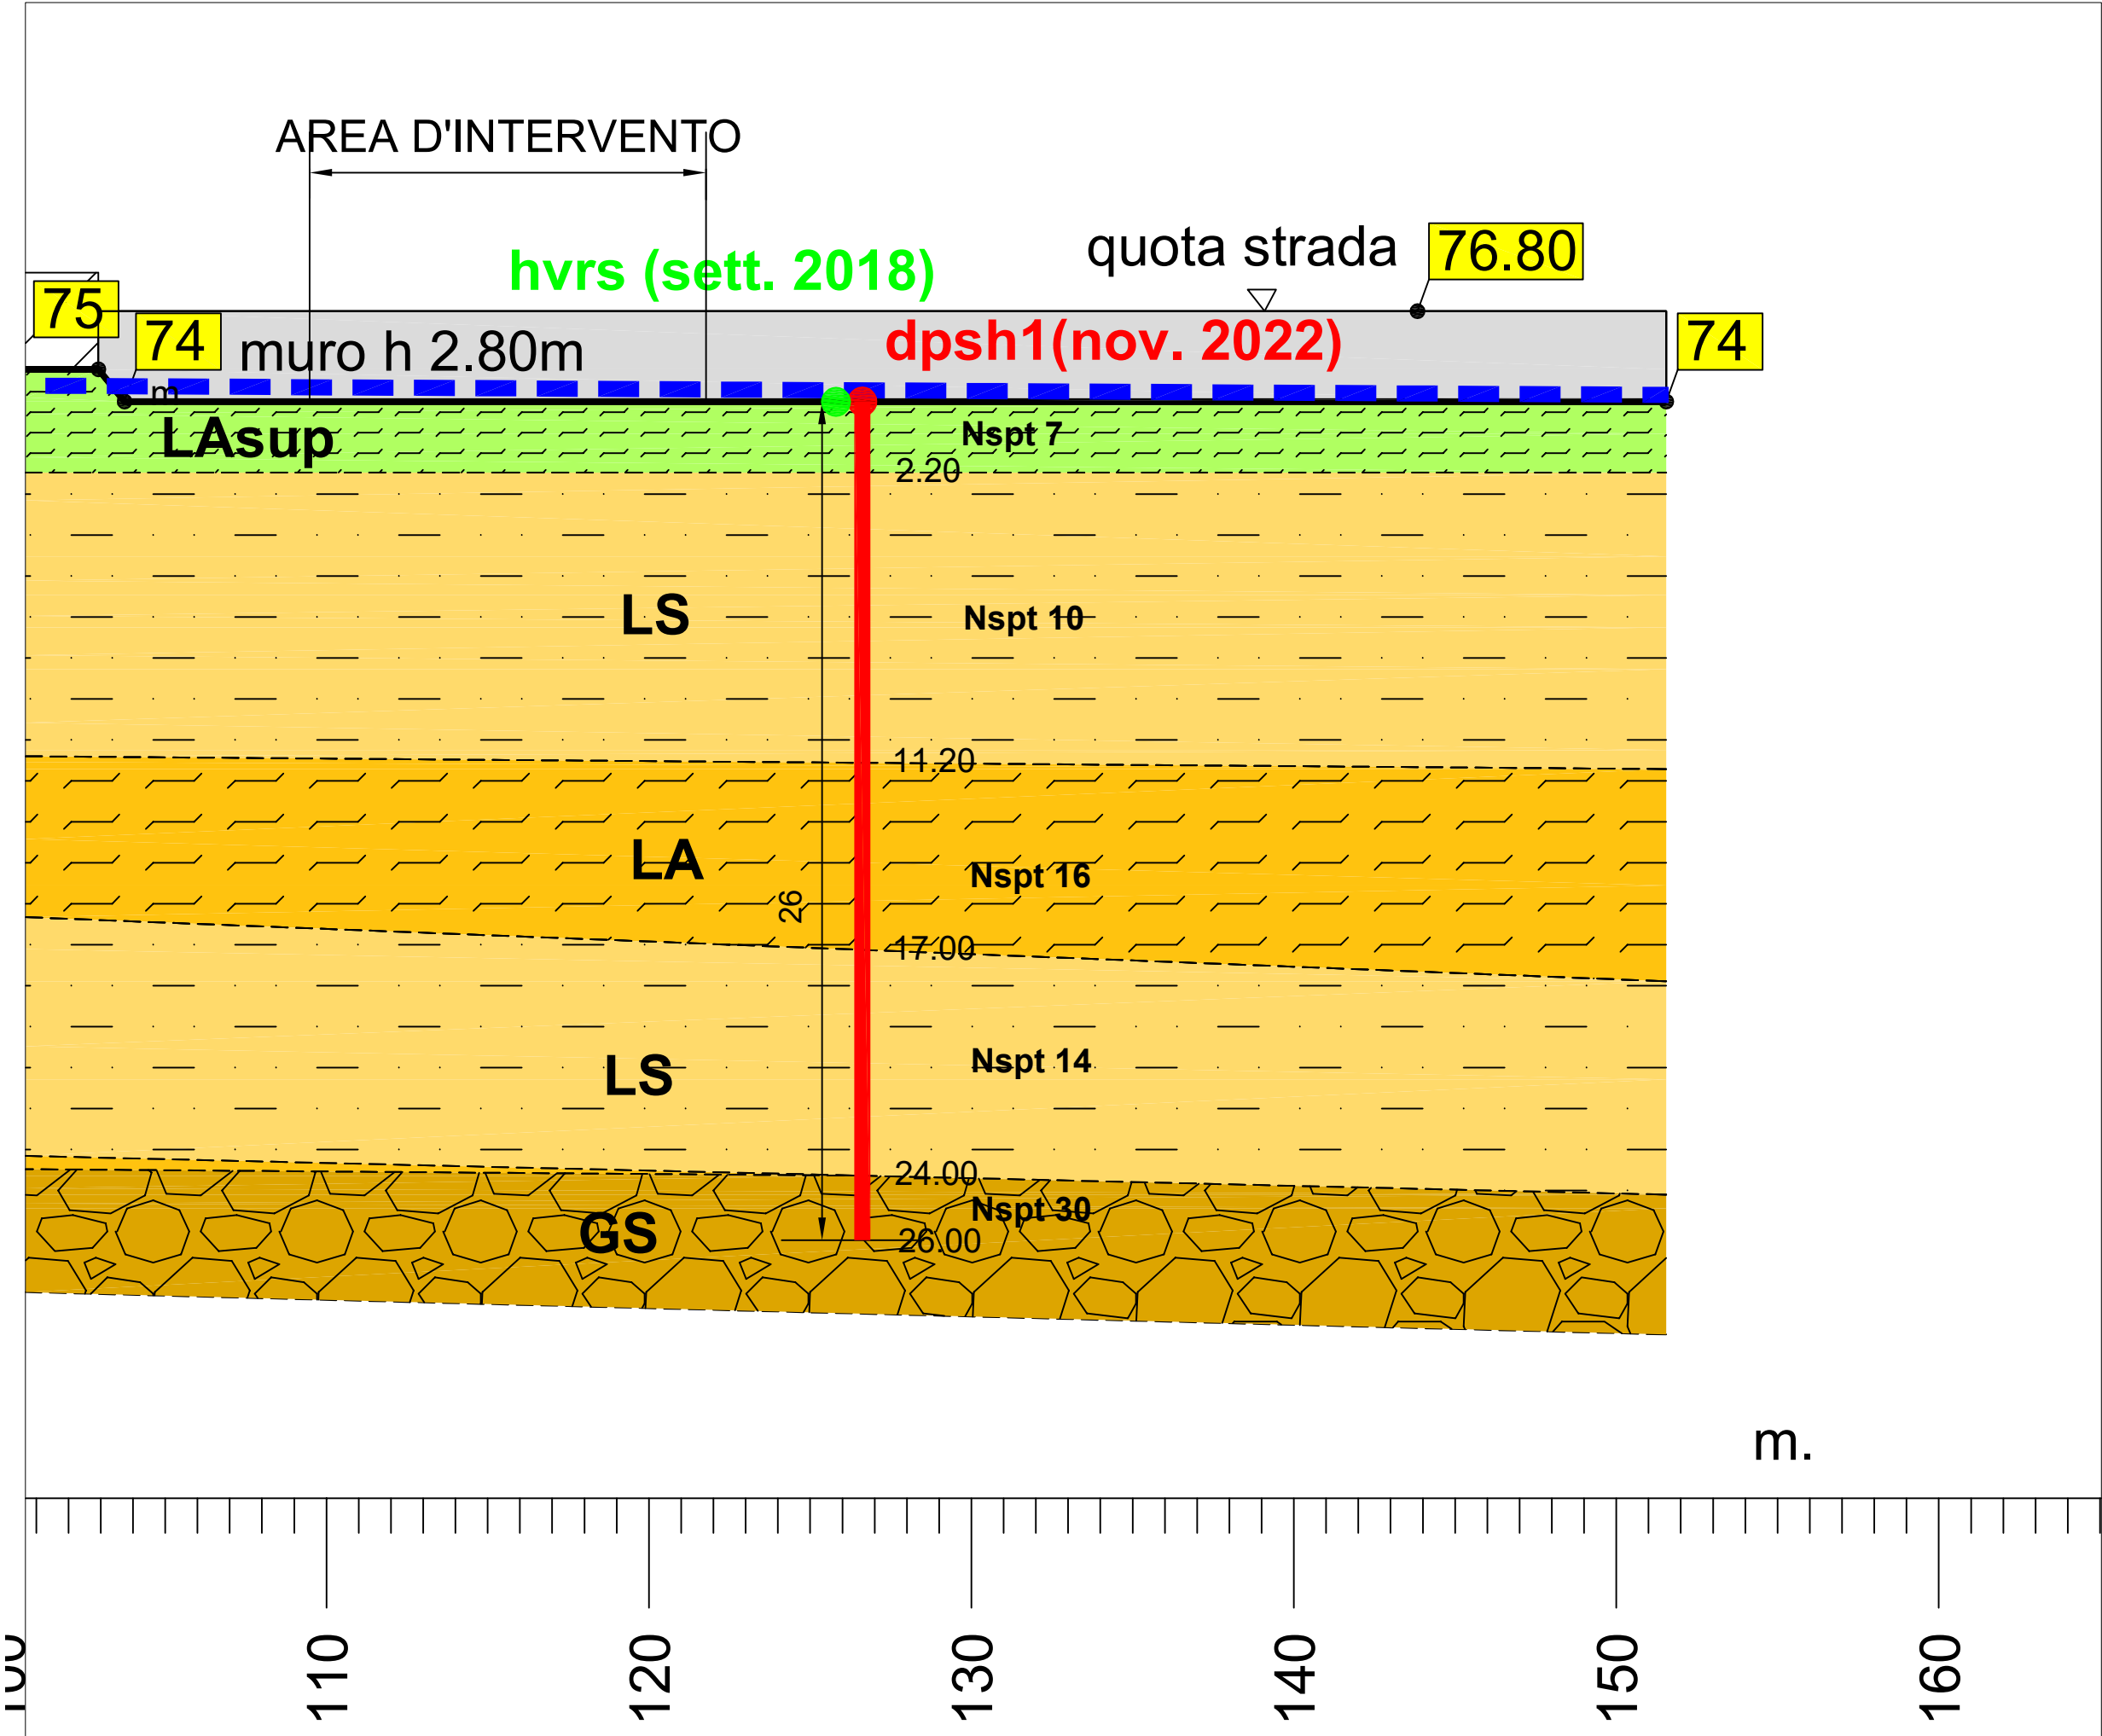 AREA D'INTERVENTO
hvrs (sett. 2018)
quota strada
76.80
75
74
muro h 2.80m
dpsh1(nov. 2022)
74
m
LAsup
Nspt 7
2.20
LS
Nspt 10
11.20
LA
Nspt 16
26
17.00
LS
Nspt 14
24.00
Nspt 30
GS
26.00
m.
100
110
120
130
140
150
160